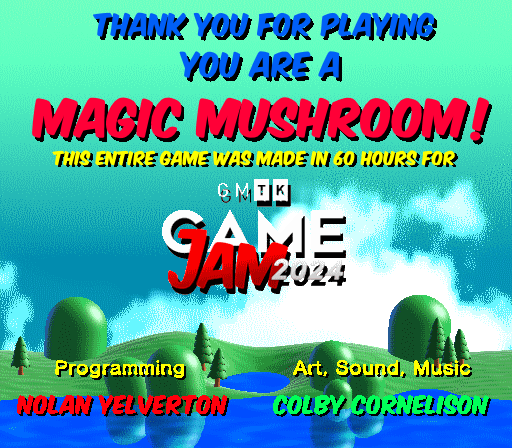 THANK YOU FOR PLAYING
YOU ARE A
MAGIC MUSHROOM!
THIS ENTIRE GAME WAS MADE IN 60 HOURS FOR
GMTK
GAME
JAM
2024
Programming
Art, Sound, Music
NOLAN YELVERTON
COLBY CORNELISON